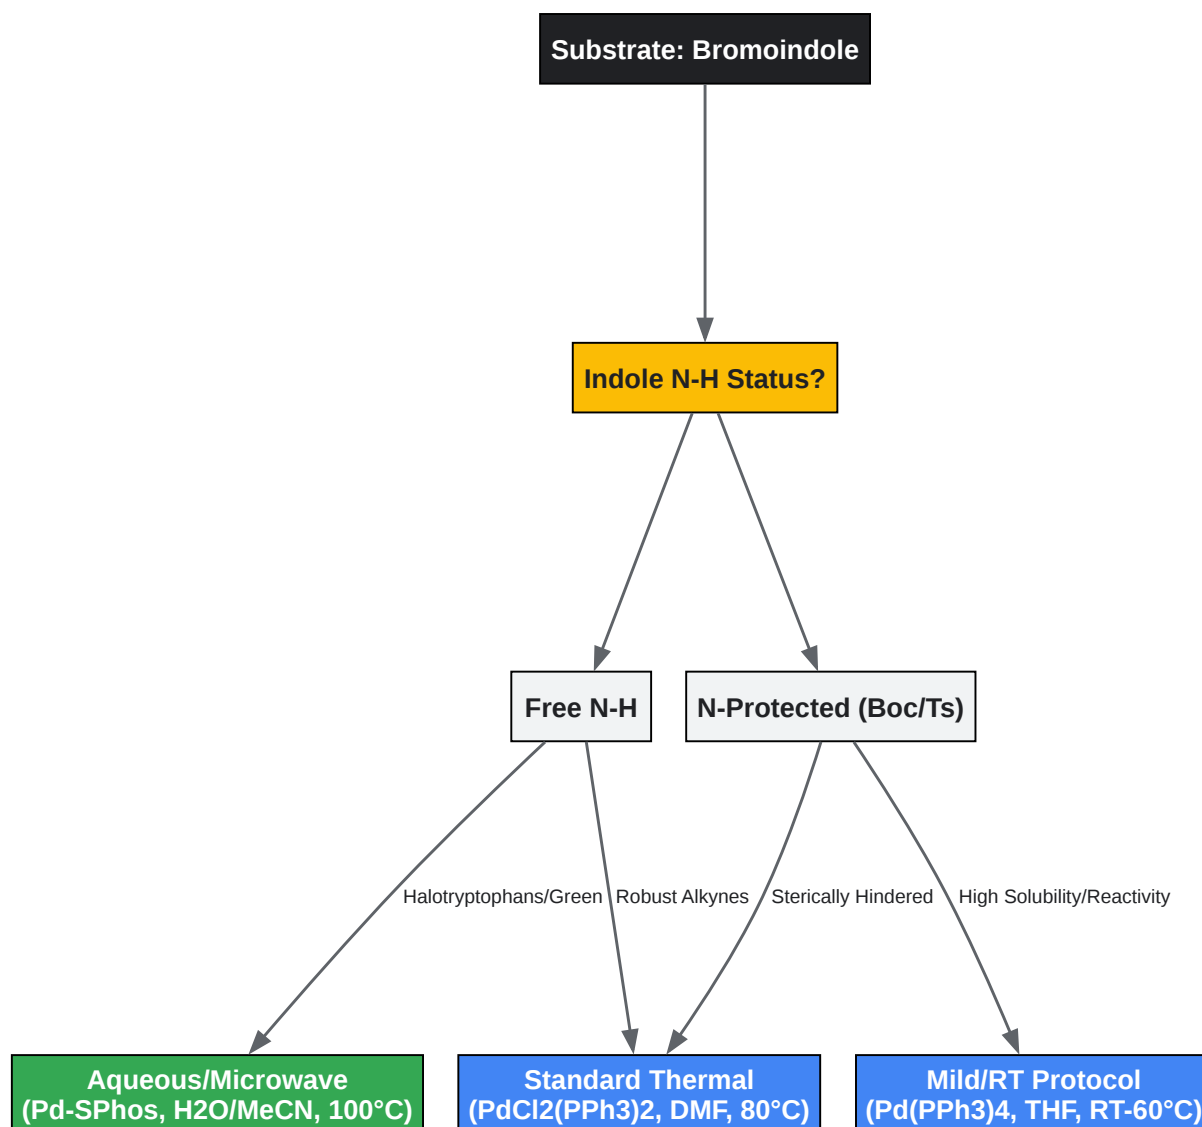 Substrate: Bromoindole
Indole N-H Status?
Free N-H
N-Protected (Boc/Ts)
Halotryptophans/Green
Robust Alkynes
Sterically Hindered
High Solubility/Reactivity
Aqueous/Microwave
(Pd-SPhos, H2O/MeCN, 100°C)
Standard Thermal
(PdCl2(PPh3)2, DMF, 80°C)
Mild/RT Protocol
(Pd(PPh3)4, THF, RT-60°C)